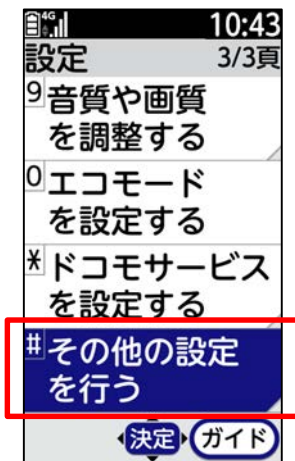 4G 10:43
設定 3/3頁
9 音質や画質
を調整する
0 エコモード
を設定する
* ドコモサービス
を設定する
# その他の設定
を行う
決定 ガイド